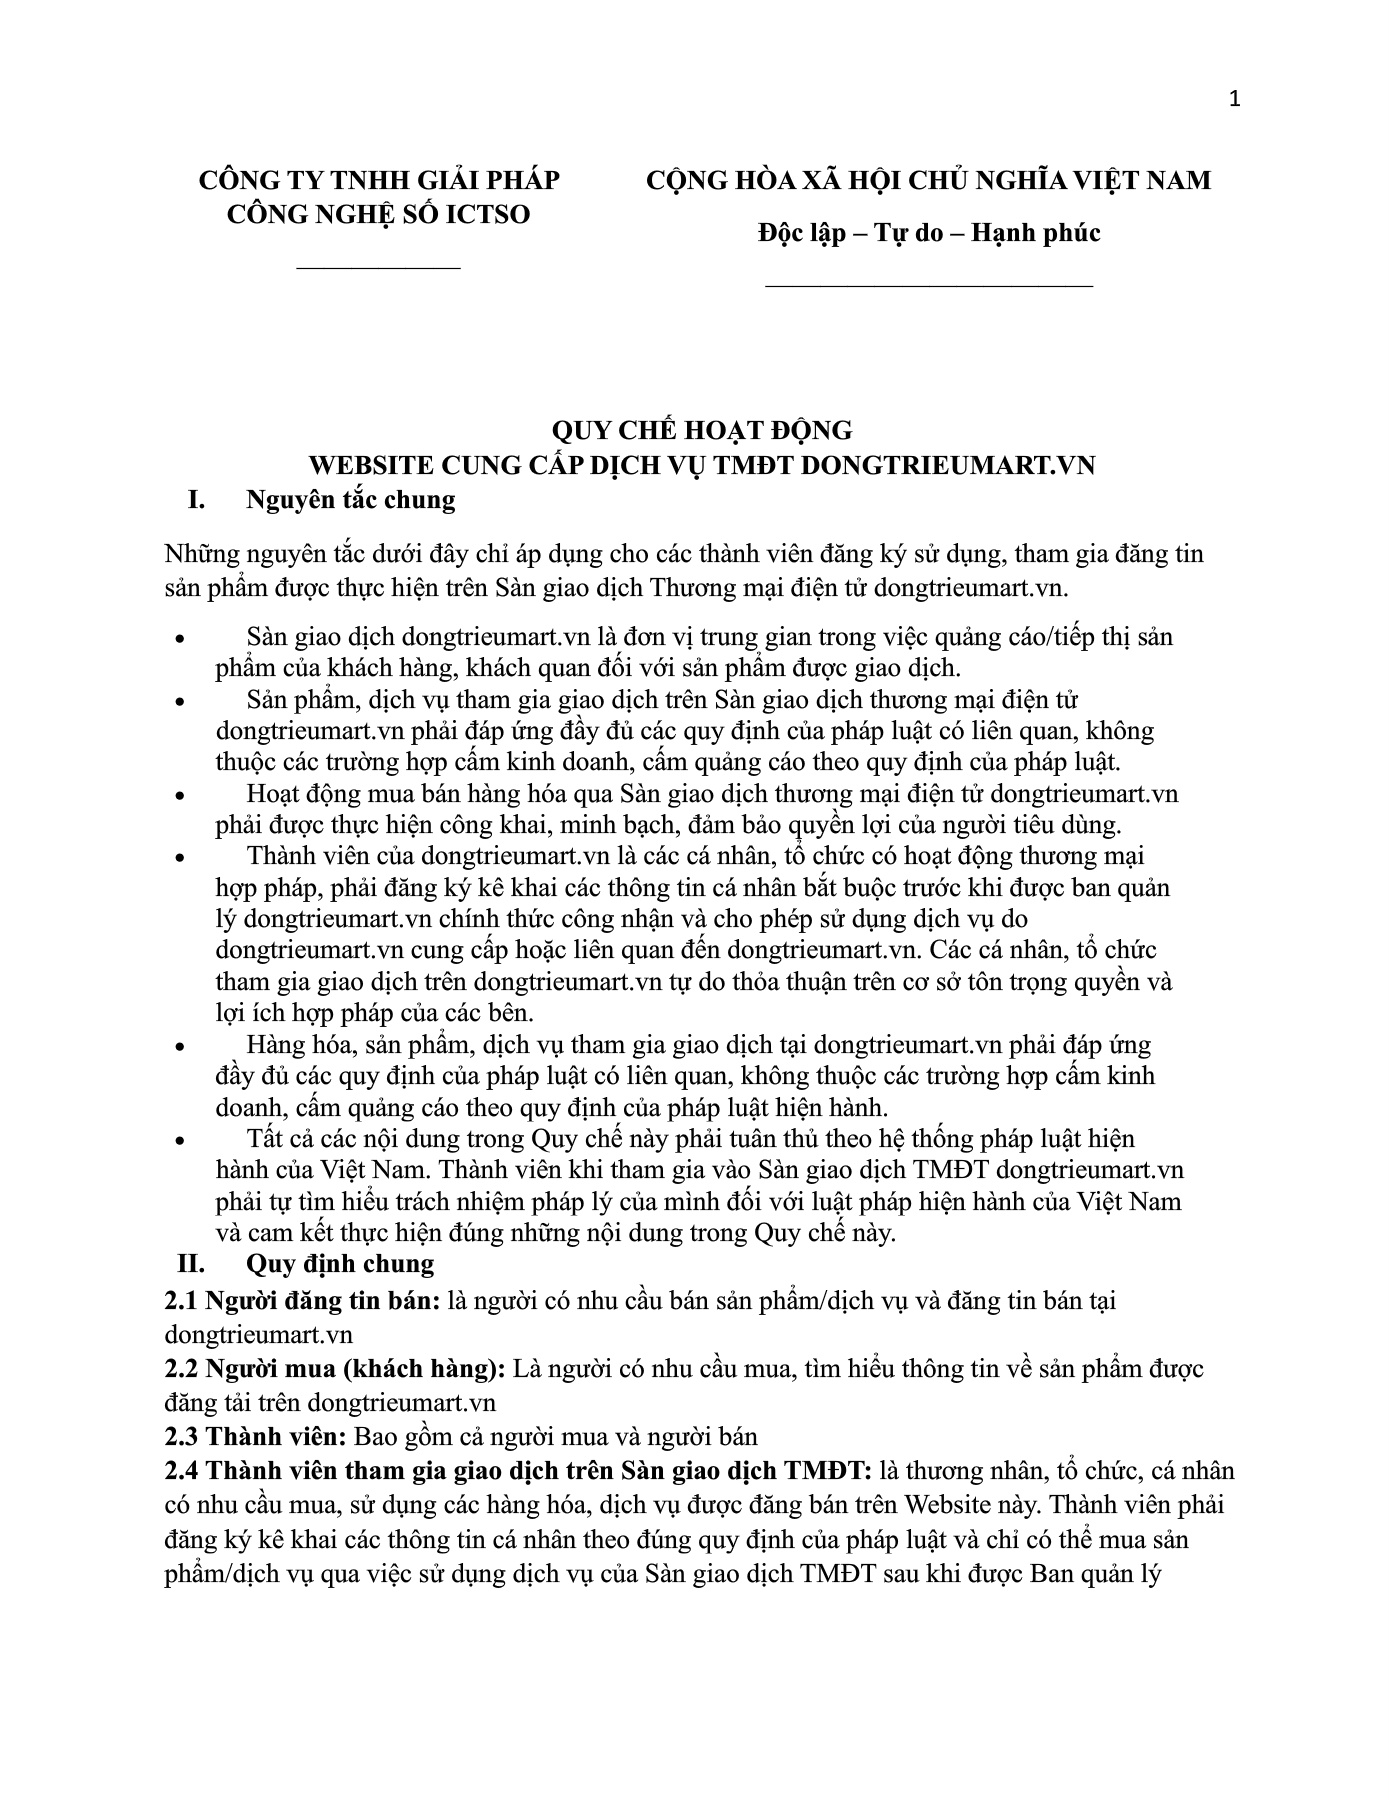 1
CÔNG TY TNHH GIẢI PHÁP
CÔNG NGHỆ SỐ ICTSO
CỘNG HÒA XÃ HỘI CHỦ NGHĨA VIỆT NAM
Độc lập – Tự do – Hạnh phúc
QUY CHẾ HOẠT ĐỘNG
WEBSITE CUNG CẤP DỊCH VỤ TMĐT DONGTRIEUMART.VN
I. Nguyên tắc chung
Những nguyên tắc dưới đây chỉ áp dụng cho các thành viên đăng ký sử dụng, tham gia đăng tin
sản phẩm được thực hiện trên Sàn giao dịch Thương mại điện tử dongtrieumart.vn.
• Sàn giao dịch dongtrieumart.vn là đơn vị trung gian trong việc quảng cáo/tiếp thị sản
phẩm của khách hàng, khách quan đối với sản phẩm được giao dịch.
• Sản phẩm, dịch vụ tham gia giao dịch trên Sàn giao dịch thương mại điện tử
dongtrieumart.vn phải đáp ứng đầy đủ các quy định của pháp luật có liên quan, không
thuộc các trường hợp cấm kinh doanh, cấm quảng cáo theo quy định của pháp luật.
• Hoạt động mua bán hàng hóa qua Sàn giao dịch thương mại điện tử dongtrieumart.vn
phải được thực hiện công khai, minh bạch, đảm bảo quyền lợi của người tiêu dùng.
• Thành viên của dongtrieumart.vn là các cá nhân, tổ chức có hoạt động thương mại
hợp pháp, phải đăng ký kê khai các thông tin cá nhân bắt buộc trước khi được ban quản
lý dongtrieumart.vn chính thức công nhận và cho phép sử dụng dịch vụ do
dongtrieumart.vn cung cấp hoặc liên quan đến dongtrieumart.vn. Các cá nhân, tổ chức
tham gia giao dịch trên dongtrieumart.vn tự do thỏa thuận trên cơ sở tôn trọng quyền và
lợi ích hợp pháp của các bên.
• Hàng hóa, sản phẩm, dịch vụ tham gia giao dịch tại dongtrieumart.vn phải đáp ứng
đầy đủ các quy định của pháp luật có liên quan, không thuộc các trường hợp cấm kinh
doanh, cấm quảng cáo theo quy định của pháp luật hiện hành.
• Tất cả các nội dung trong Quy chế này phải tuân thủ theo hệ thống pháp luật hiện
hành của Việt Nam. Thành viên khi tham gia vào Sàn giao dịch TMĐT dongtrieumart.vn
phải tự tìm hiểu trách nhiệm pháp lý của mình đối với luật pháp hiện hành của Việt Nam
và cam kết thực hiện đúng những nội dung trong Quy chế này.
II. Quy định chung
2.1 Người đăng tin bán: là người có nhu cầu bán sản phẩm/dịch vụ và đăng tin bán tại
dongtrieumart.vn
2.2 Người mua (khách hàng): Là người có nhu cầu mua, tìm hiểu thông tin về sản phẩm được
đăng tải trên dongtrieumart.vn
2.3 Thành viên: Bao gồm cả người mua và người bán
2.4 Thành viên tham gia giao dịch trên Sàn giao dịch TMĐT: là thương nhân, tổ chức, cá nhân
có nhu cầu mua, sử dụng các hàng hóa, dịch vụ được đăng bán trên Website này. Thành viên phải
đăng ký kê khai các thông tin cá nhân theo đúng quy định của pháp luật và chỉ có thể mua sản
phẩm/dịch vụ qua việc sử dụng dịch vụ của Sàn giao dịch TMĐT sau khi được Ban quản lý